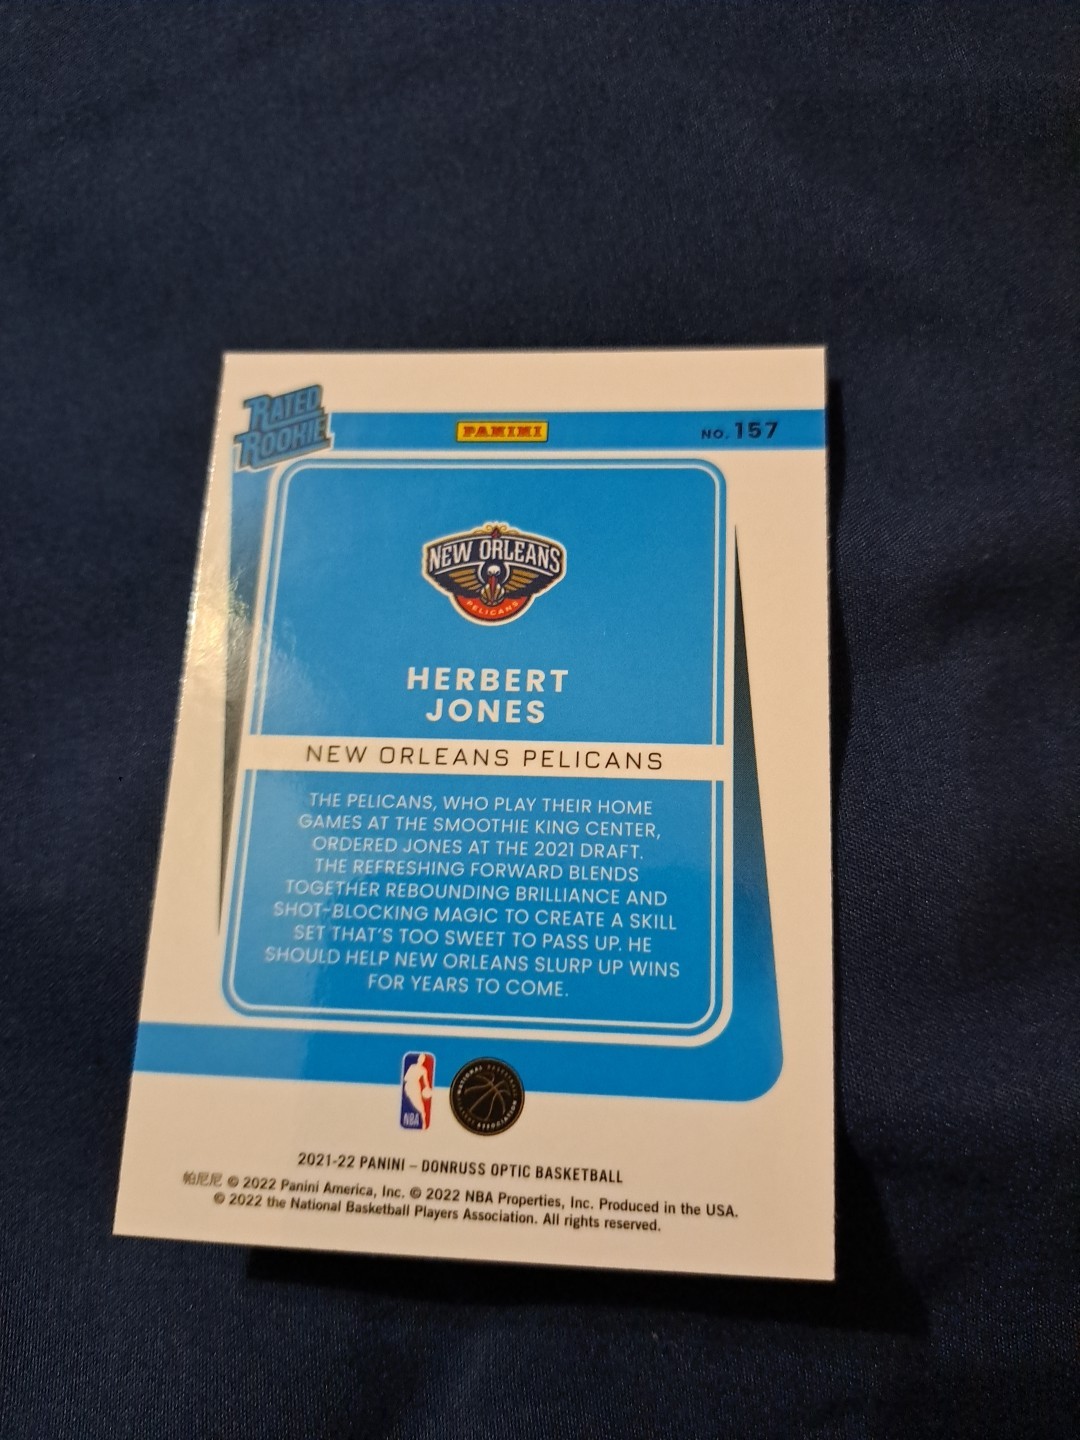 RATED
ROOKIE
PANINI
NO. 157
NEW ORLEANS
PELICANS
HERBERT
JONES
NEW ORLEANS PELICANS
THE PELICANS, WHO PLAY THEIR HOME
GAMES AT THE SMOOTHIE KING CENTER,
ORDERED JONES AT THE 2021 DRAFT.
THE REFRESHING FORWARD BLENDS
TOGETHER REBOUNDING BRILLIANCE AND
SHOT-BLOCKING MAGIC TO CREATE A SKILL
SET THAT'S TOO SWEET TO PASS UP. HE
SHOULD HELP NEW ORLEANS SLURP UP WINS
FOR YEARS TO COME.
NBA
NATIONAL BASKETBALL
PLAYERS ASSOCIATION
2021-22 PANINI – DONRUSS OPTIC BASKETBALL
帕尼尼 © 2022 Panini America, Inc. © 2022 NBA Properties, Inc. Produced in the USA.
© 2022 the National Basketball Players Association. All rights reserved.